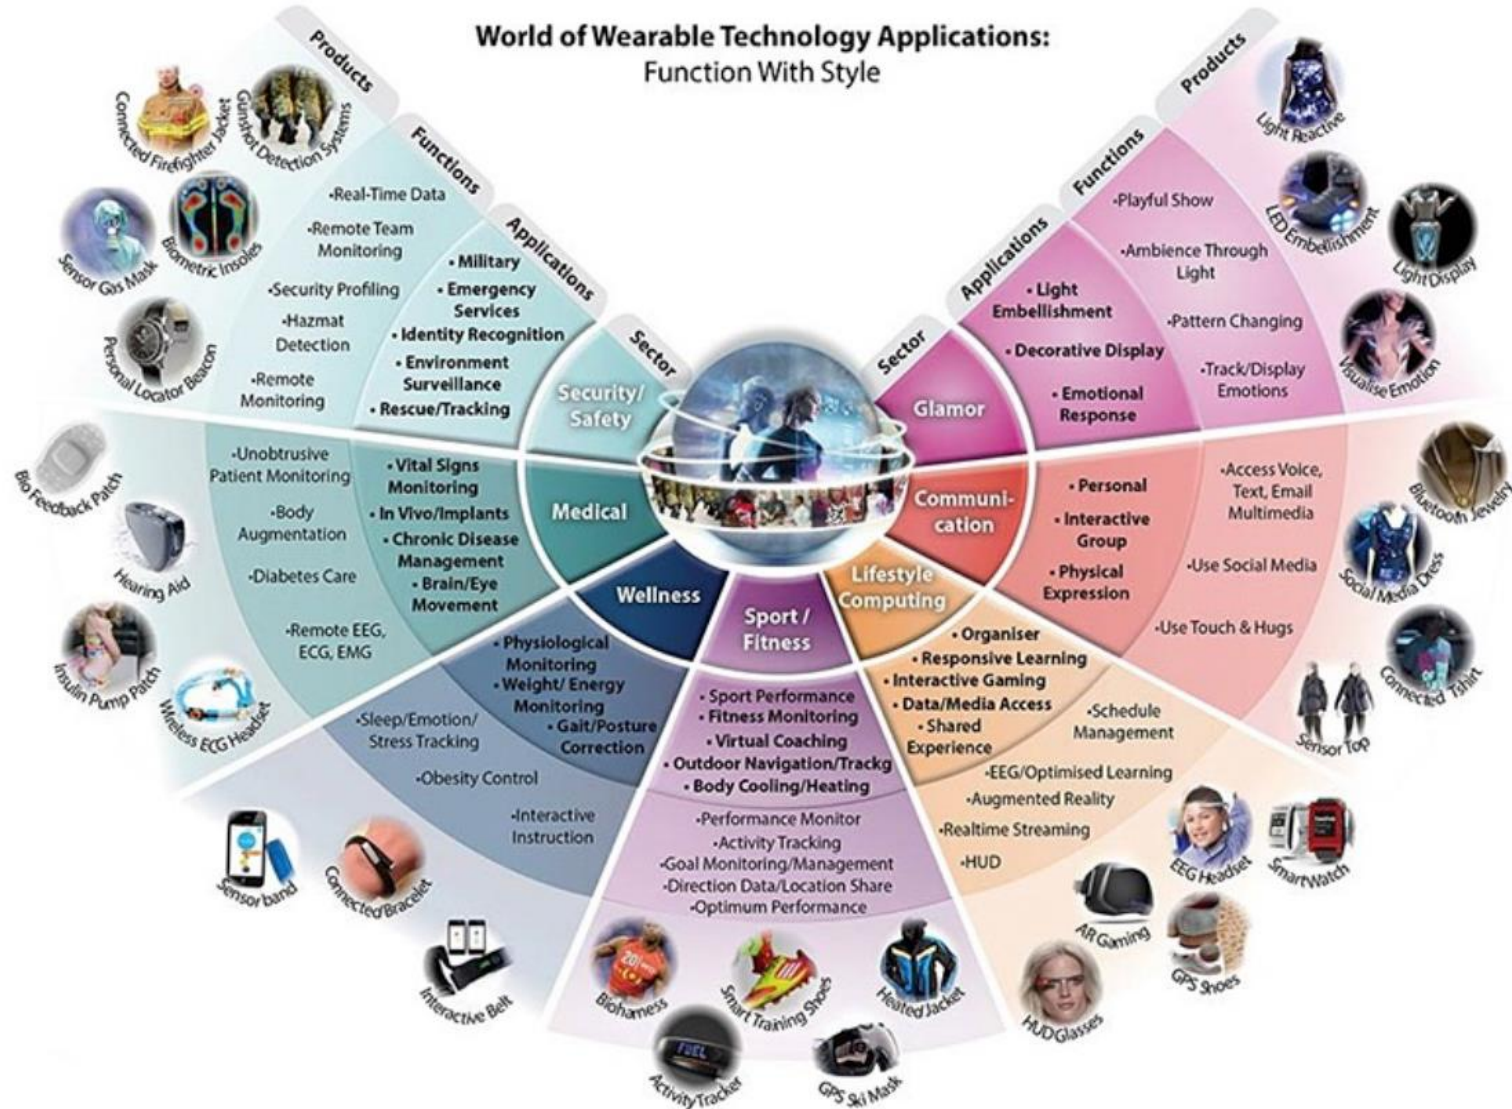 World of Wearable Technology Applications:
Function With Style
Products
Functions
Applications
Sector
Security/
Safety
• Military
• Emergency
Services
• Identity Recognition
• Environment
Surveillance
• Rescue/Tracking
•Real-Time Data
•Remote Team
Monitoring
•Security Profiling
•Hazmat
Detection
•Remote
Monitoring
Connected Firefighter Jacket
Gunshot Detection Systems
Sensor Gas Mask
Biometric Insoles
Personal Locator Beacon
Medical
• Vital Signs
Monitoring
• In Vivo/Implants
• Chronic Disease
Management
• Brain/Eye
Movement
•Unobtrusive
Patient Monitoring
•Body
Augmentation
•Diabetes Care
•Remote EEG,
ECG, EMG
Bio Feedback Patch
Hearing Aid
Insulin Pump Patch
Wireless ECG Headset
Wellness
• Physiological
Monitoring
• Weight/ Energy
Monitoring
• Gait/Posture
Correction
•Sleep/Emotion/
Stress Tracking
•Obesity Control
•Interactive
Instruction
Sensor band
Connected Bracelet
Interactive Belt
Sport /
Fitness
• Sport Performance
• Fitness Monitoring
• Virtual Coaching
• Outdoor Navigation/Trackg
• Body Cooling/Heating
•Performance Monitor
•Activity Tracking
•Goal Monitoring/Management
•Direction Data/Location Share
•Optimum Performance
Bioharness
Smart Training Shoes
Heated Jacket
Activity Tracker
FUEL
GPS Ski Mask
Lifestyle
Computing
• Organiser
• Responsive Learning
• Interactive Gaming
• Data/Media Access
• Shared
Experience
•Schedule
Management
•EEG/Optimised Learning
•Augmented Reality
•Realtime Streaming
•HUD
EEG Headset
SmartWatch
AR Gaming
GPS Shoes
HUD Glasses
Communi-
cation
• Personal
• Interactive
Group
• Physical
Expression
•Access Voice,
Text, Email
Multimedia
•Use Social Media
•Use Touch & Hugs
Bluetooth Jewelry
Social Media Dress
Connected Tshirt
Sensor Top
Glamor
• Light
Embellishment
• Decorative Display
• Emotional
Response
•Playful Show
•Ambience Through
Light
•Pattern Changing
•Track/Display
Emotions
Light Reactive
LED Embellishment
Light Display
Visualise Emotion
Products
Functions
Applications
Sector